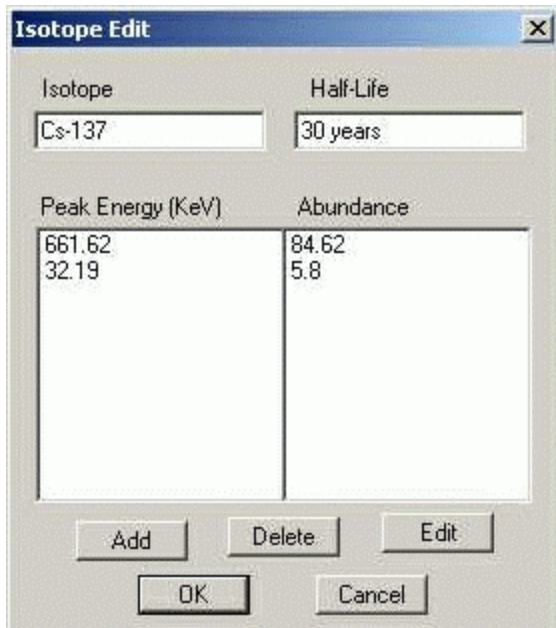 Isotope Edit
Isotope Half-Life
Cs-137 30 years
Peak Energy (KeV) Abundance
661.62 84.62
32.19 5.8
Add Delete Edit
OK Cancel